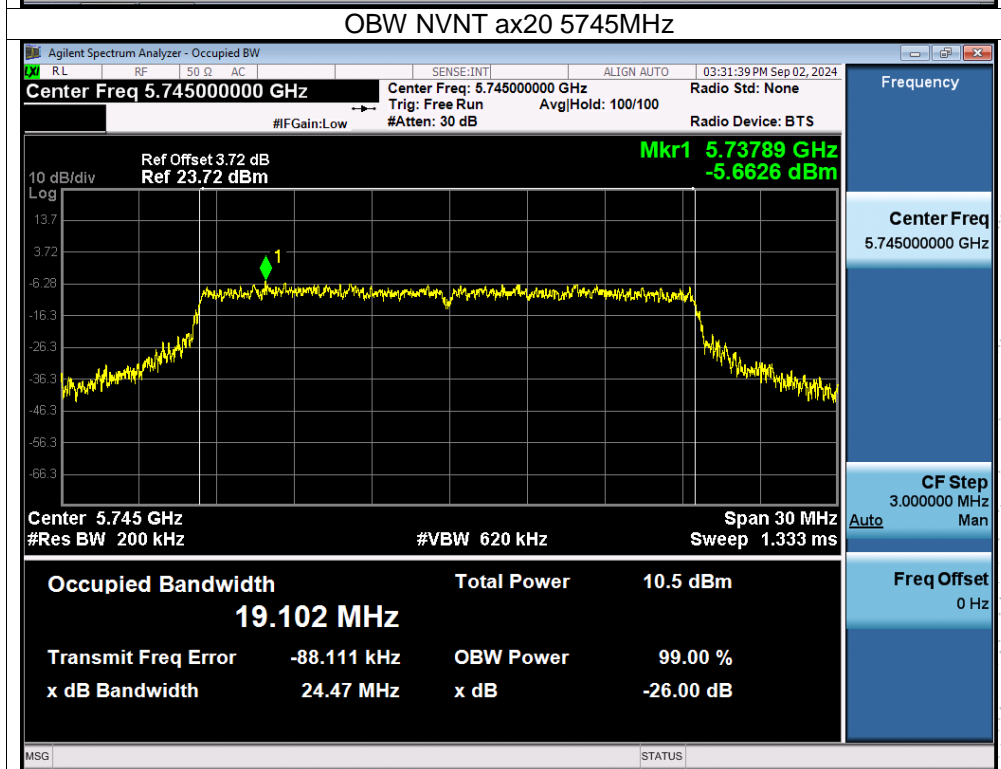 OBW NVNT ax20 5745MHz
Agilent Spectrum Analyzer - Occupied BW
LXI RL RF 50 Ω AC SENSE:INT ALIGN AUTO 03:31:39 PM Sep 02, 2024
Center Freq 5.745000000 GHz
Center Freq: 5.745000000 GHz
Radio Std: None
Trig: Free Run Avg|Hold: 100/100
#IFGain:Low #Atten: 30 dB Radio Device: BTS
Frequency
Mkr1 5.73789 GHz
-5.6626 dBm
Ref Offset 3.72 dB
10 dB/div Ref 23.72 dBm
Log
13.7
3.72
1
-6.28
-16.3
-26.3
-36.3
-46.3
-56.3
-66.3
Center 5.745 GHz Span 30 MHz
#Res BW 200 kHz #VBW 620 kHz Sweep 1.333 ms
Center Freq
5.745000000 GHz
CF Step
3.000000 MHz
Auto Man
Freq Offset
0 Hz
Occupied Bandwidth Total Power 10.5 dBm
19.102 MHz
Transmit Freq Error -88.111 kHz OBW Power 99.00 %
x dB Bandwidth 24.47 MHz x dB -26.00 dB
MSG STATUS